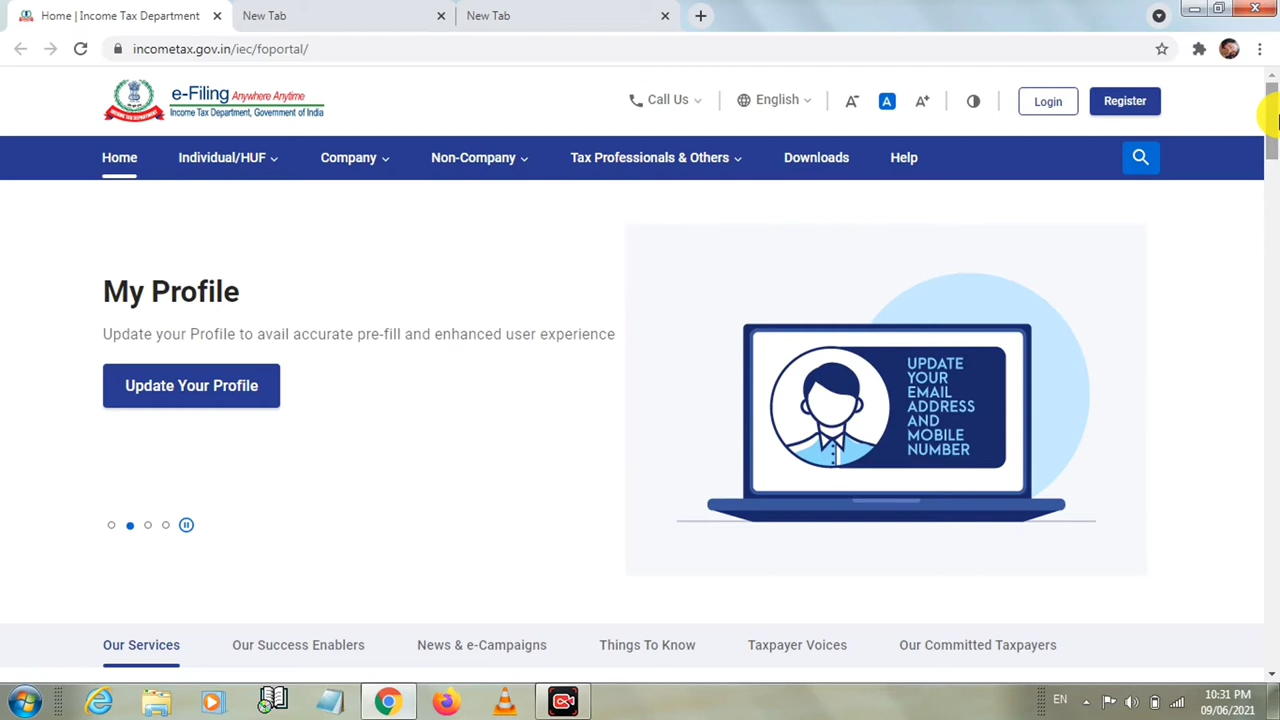 Home | Income Tax Department
New Tab
New Tab
incometax.gov.in/iec/foportal/
e-Filing Anywhere Anytime
Income Tax Department, Government of India
Call Us
English
A-
A
A+
Login
Register
Home
Individual/HUF
Company
Non-Company
Tax Professionals & Others
Downloads
Help
My Profile
Update your Profile to avail accurate pre-fill and enhanced user experience
Update Your Profile
UPDATE
YOUR
EMAIL
ADDRESS
AND
MOBILE
NUMBER
Our Services
Our Success Enablers
News & e-Campaigns
Things To Know
Taxpayer Voices
Our Committed Taxpayers
EN
10:31 PM
09/06/2021